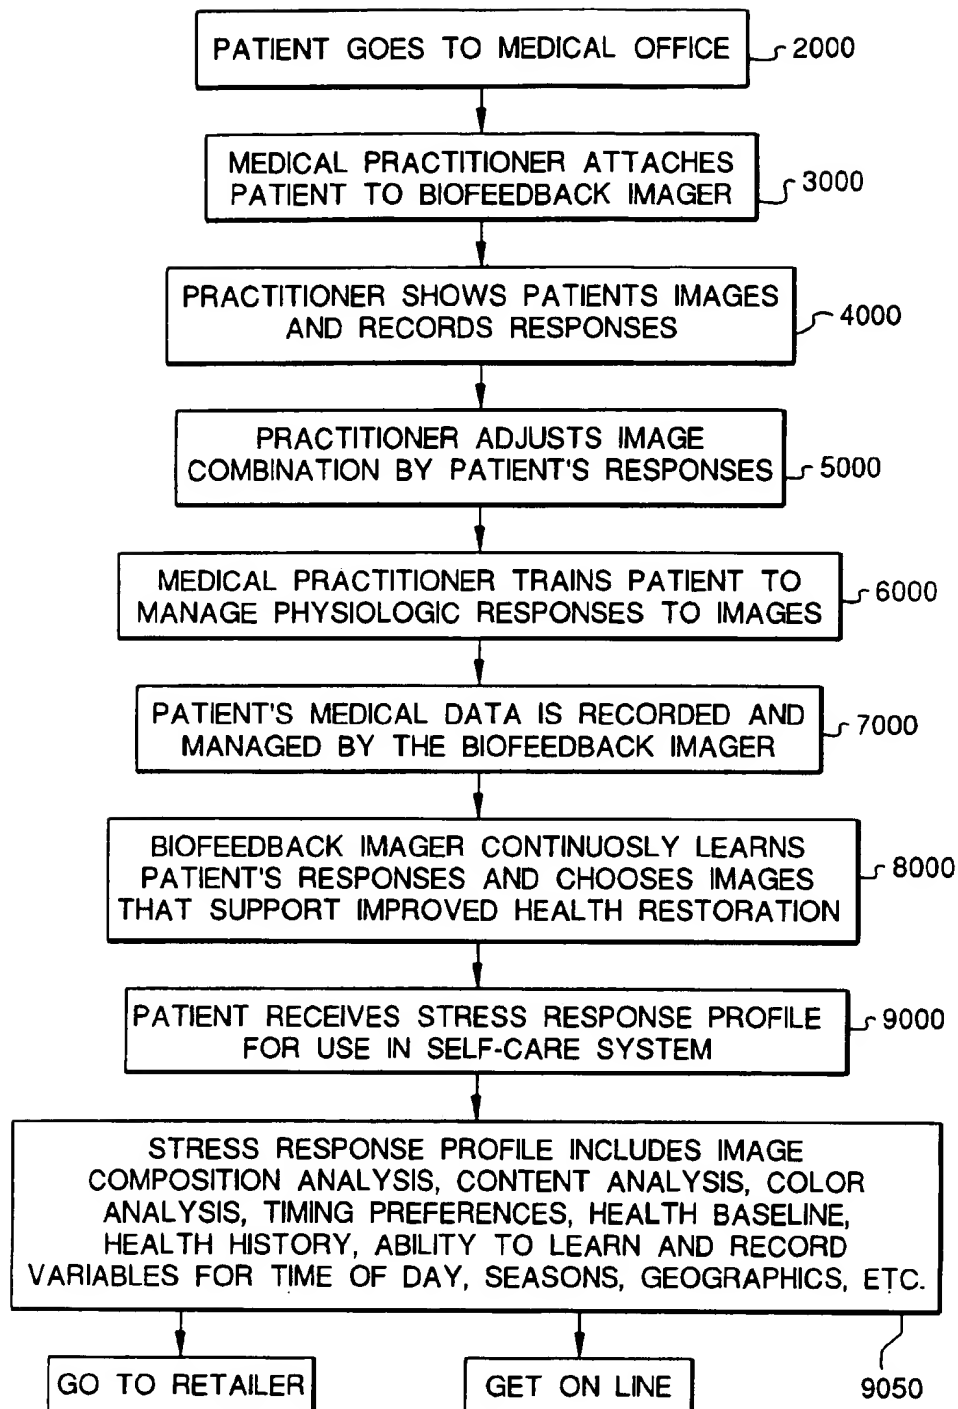 PATIENT GOES TO MEDICAL OFFICE
2000
MEDICAL PRACTITIONER ATTACHES
PATIENT TO BIOFEEDBACK IMAGER
3000
PRACTITIONER SHOWS PATIENTS IMAGES
AND RECORDS RESPONSES
4000
PRACTITIONER ADJUSTS IMAGE
COMBINATION BY PATIENT'S RESPONSES
5000
MEDICAL PRACTITIONER TRAINS PATIENT TO
MANAGE PHYSIOLOGIC RESPONSES TO IMAGES
6000
PATIENT'S MEDICAL DATA IS RECORDED AND
MANAGED BY THE BIOFEEDBACK IMAGER
7000
BIOFEEDBACK IMAGER CONTINUOSLY LEARNS
PATIENT'S RESPONSES AND CHOOSES IMAGES
THAT SUPPORT IMPROVED HEALTH RESTORATION
8000
PATIENT RECEIVES STRESS RESPONSE PROFILE
FOR USE IN SELF-CARE SYSTEM
9000
STRESS RESPONSE PROFILE INCLUDES IMAGE
COMPOSITION ANALYSIS, CONTENT ANALYSIS, COLOR
ANALYSIS, TIMING PREFERENCES, HEALTH BASELINE,
HEALTH HISTORY, ABILITY TO LEARN AND RECORD
VARIABLES FOR TIME OF DAY, SEASONS, GEOGRAPHICS, ETC.
9050
GO TO RETAILER
GET ON LINE